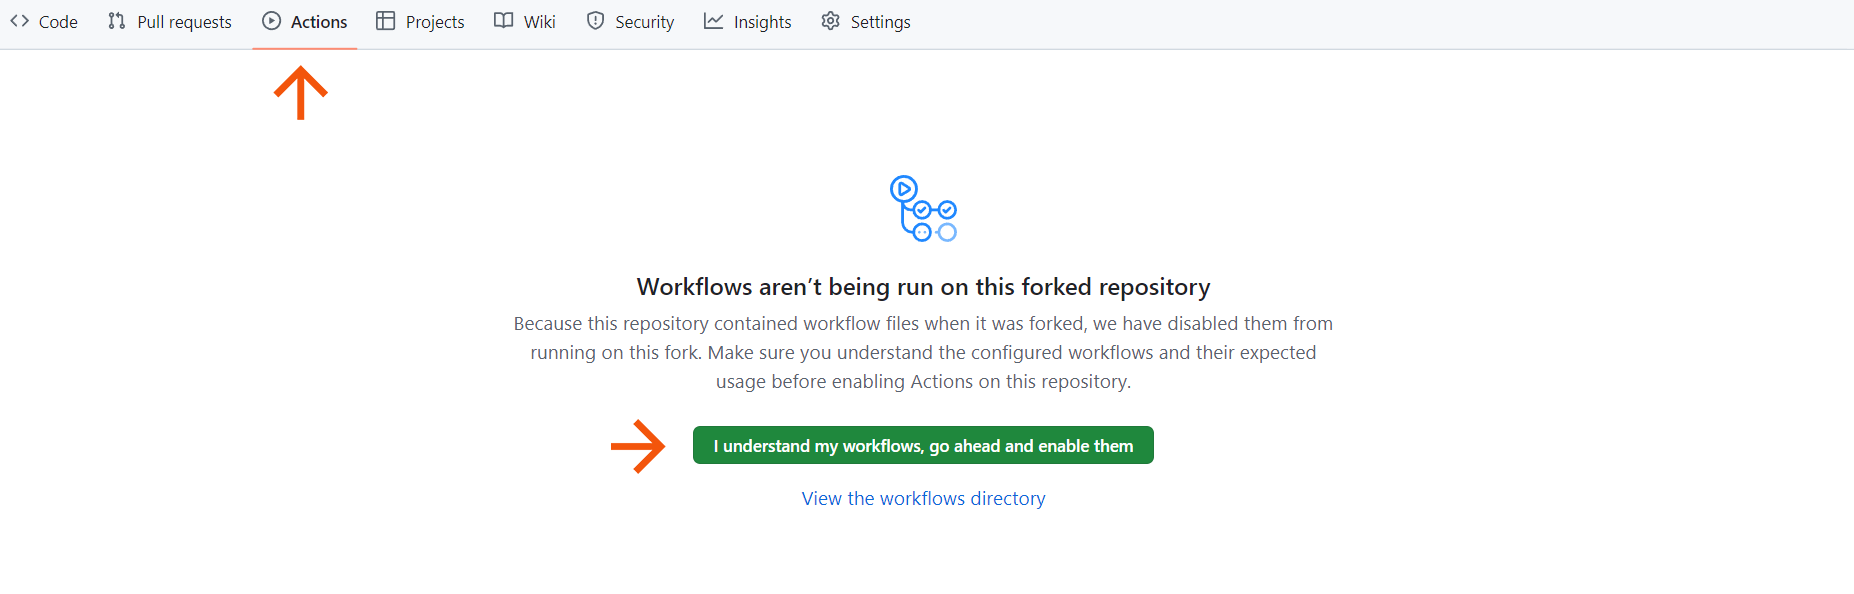 Code Pull requests Actions Projects Wiki Security Insights Settings
Workflows aren’t being run on this forked repository
Because this repository contained workflow files when it was forked, we have disabled them from
running on this fork. Make sure you understand the configured workflows and their expected
usage before enabling Actions on this repository.
I understand my workflows, go ahead and enable them
View the workflows directory